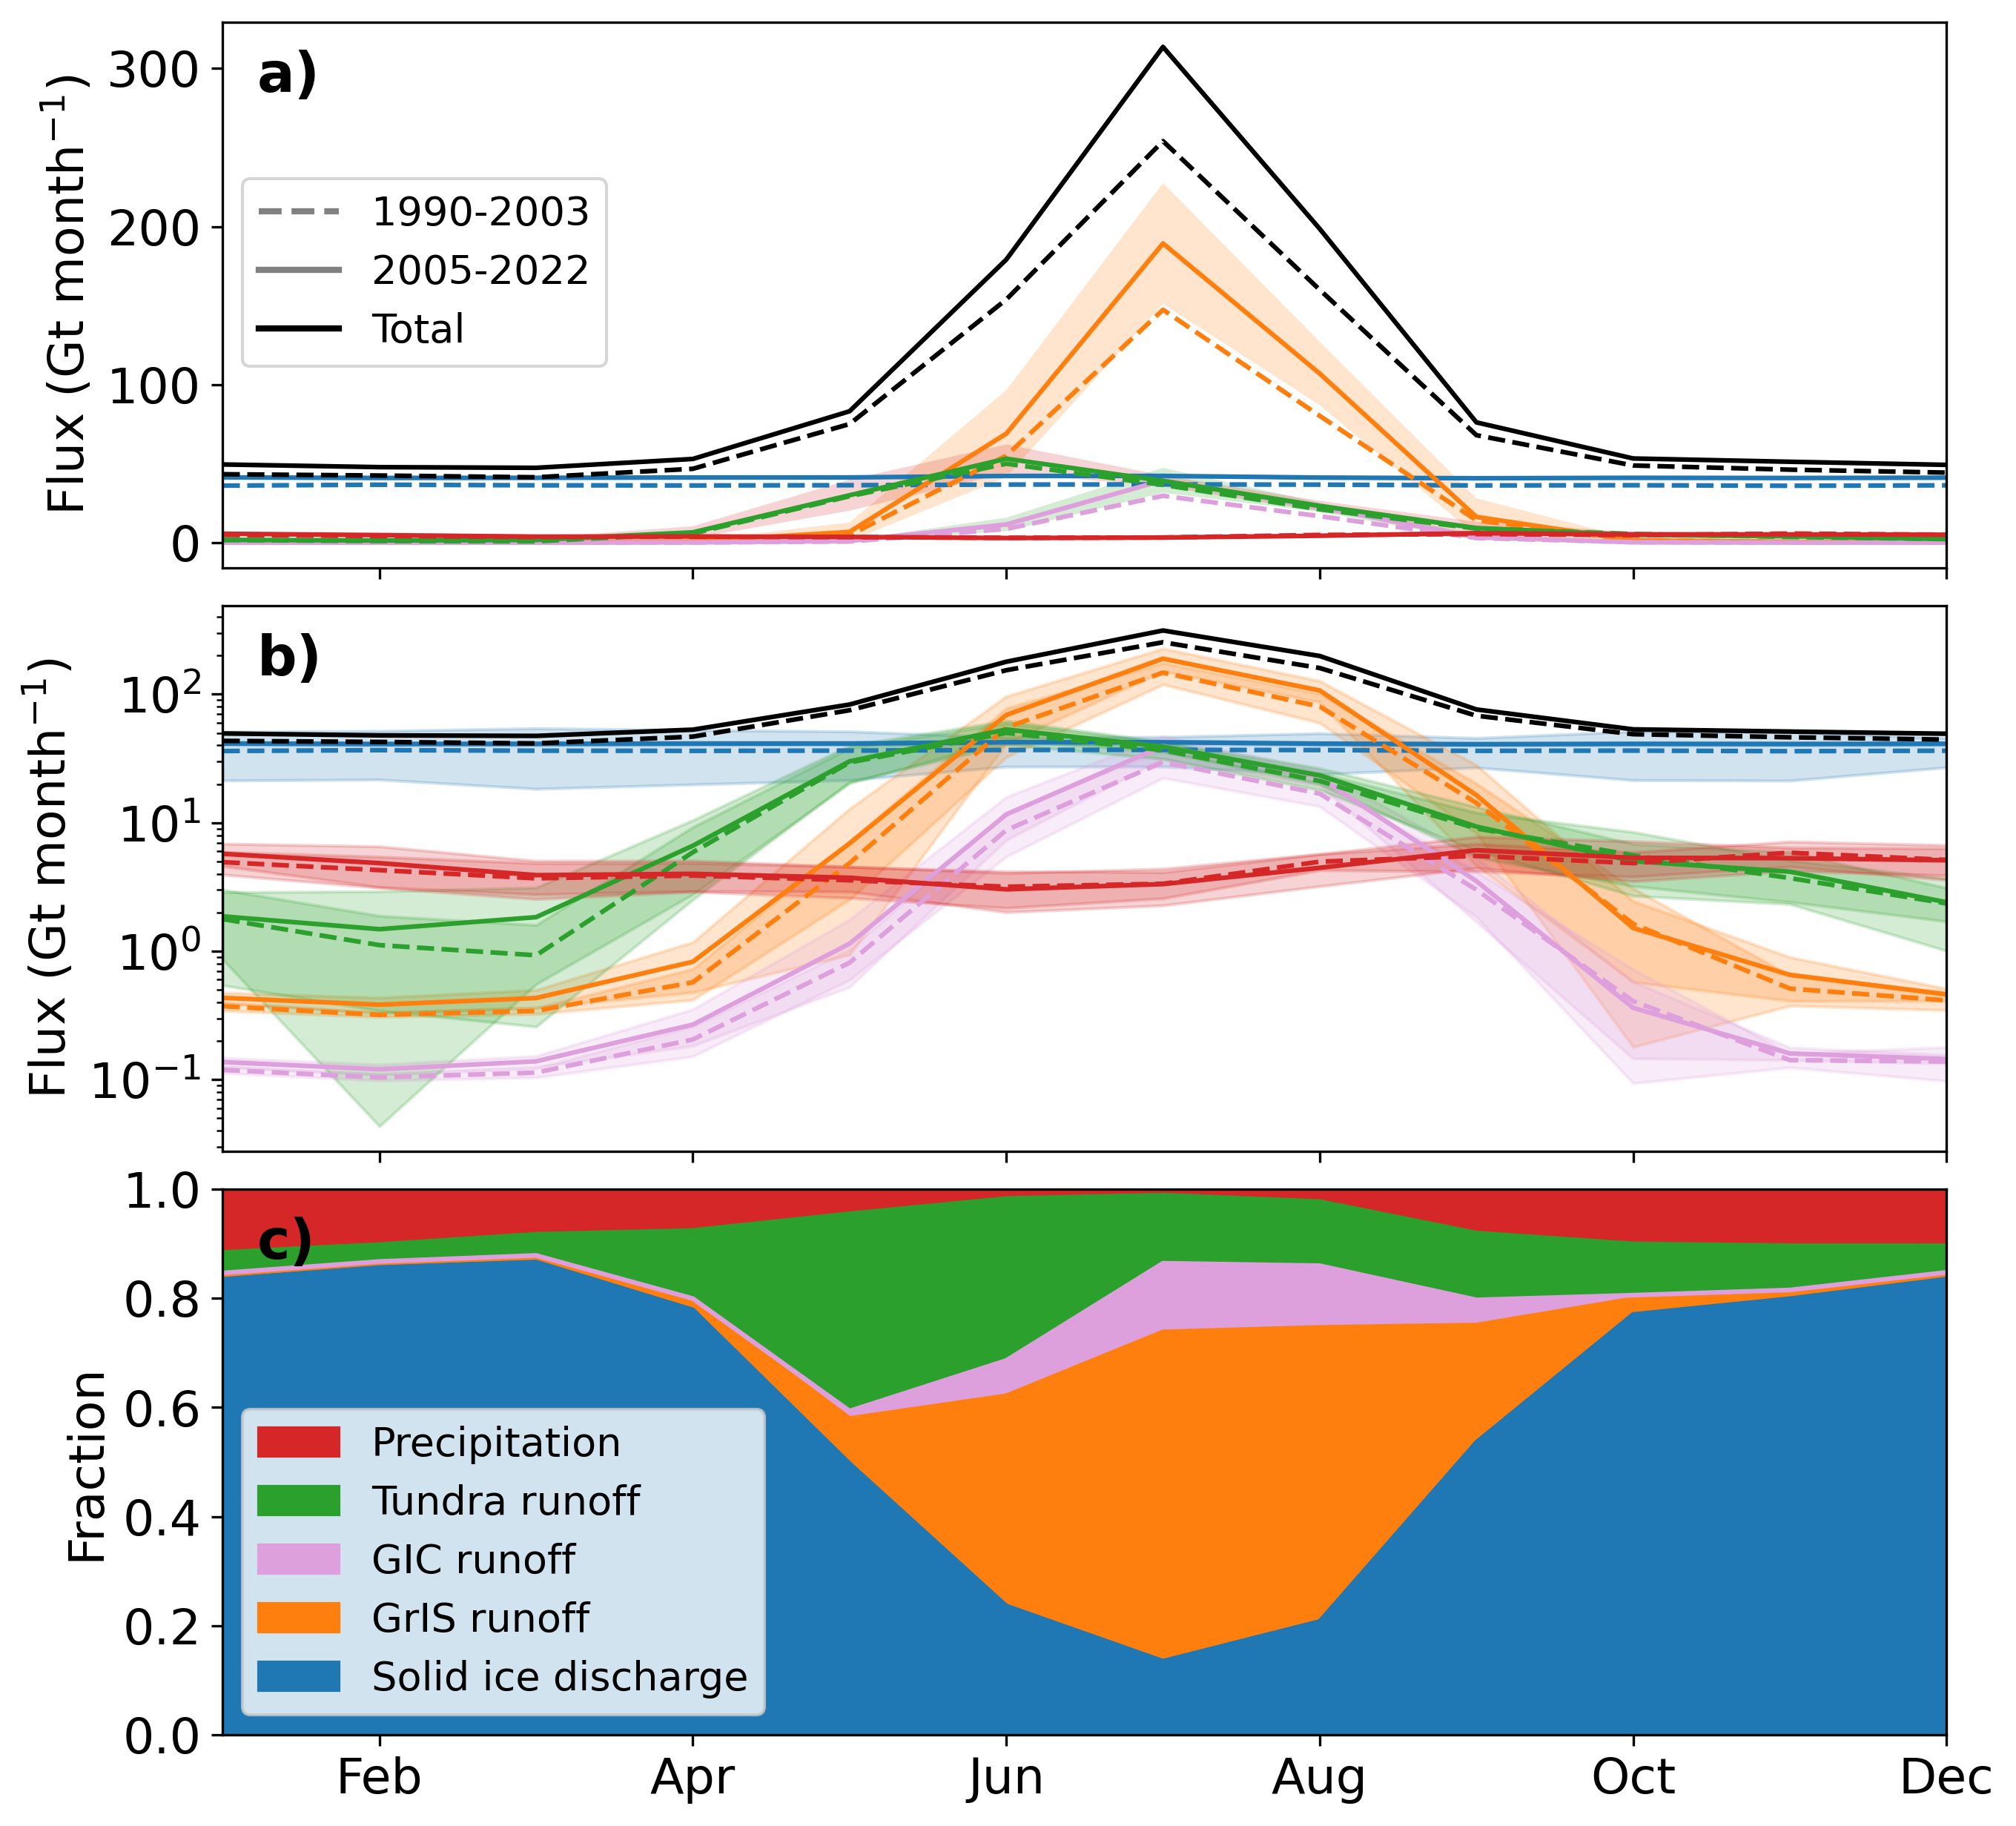 a)
300
200
100
0
Flux (Gt month⁻¹)
1990-2003
2005-2022
Total
b)
10²
10¹
10⁰
10⁻¹
Flux (Gt month⁻¹)
c)
1.0
0.8
0.6
0.4
0.2
0.0
Fraction
Precipitation
Tundra runoff
GIC runoff
GrIS runoff
Solid ice discharge
Feb Apr Jun Aug Oct Dec